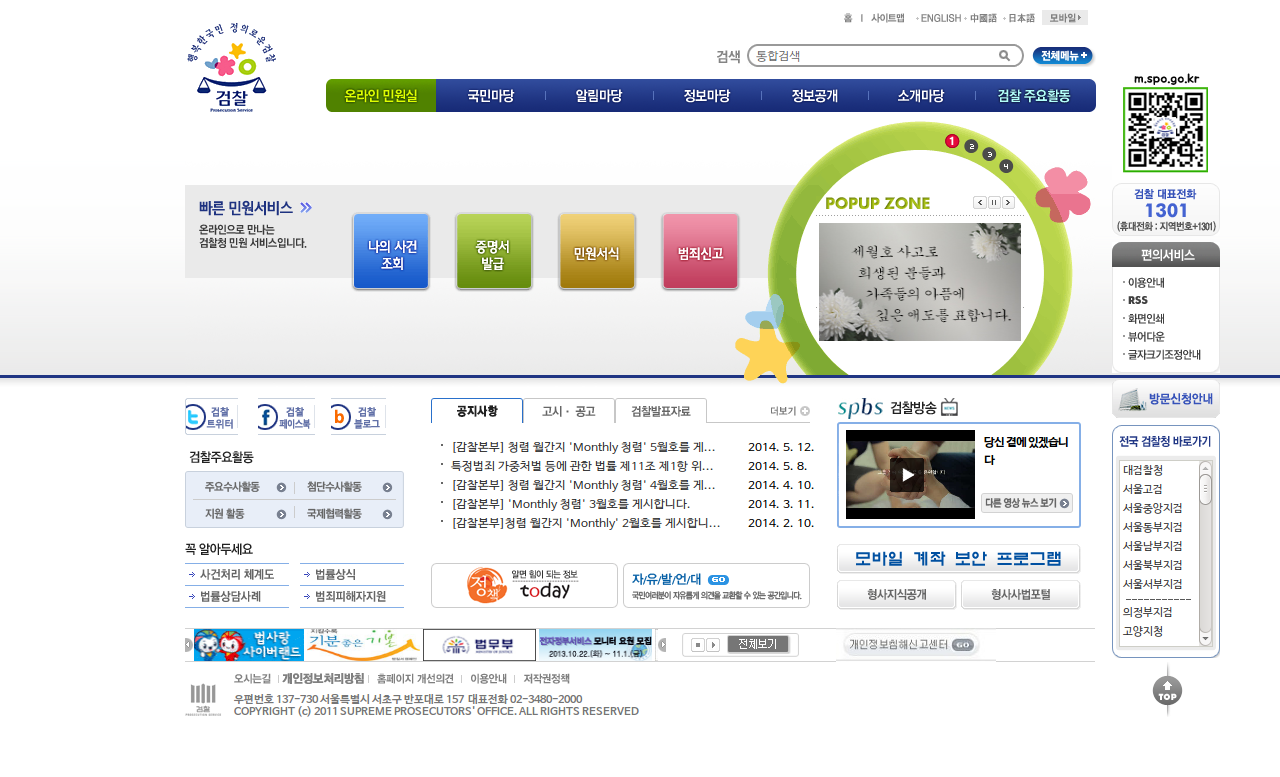 홈 | 사이트맵 · ENGLISH · 中國語 · 日本語 모바일
행복한국민 정의로운검찰
검찰
Prosecution Service
검색 통합검색 전체메뉴 +
온라인 민원실 국민마당 알림마당 정보마당 정보공개 소개마당 검찰 주요활동
m.spo.go.kr
1 2 3 4
빠른 민원서비스
온라인으로 만나는
검찰청 민원 서비스입니다.
나의 사건
조회
증명서
발급
민원서식
범죄신고
POPUP ZONE
세월호 사고로
희생된 분들과
가족들의 아픔에
깊은 애도를 표합니다.
검찰 대표전화
1301
(휴대전화 : 지역번호+1301)
편의서비스
· 이용안내
· RSS
· 화면인쇄
· 뷰어다운
· 글자크기조정안내
방문신청안내
전국 검찰청 바로가기
대검찰청
서울고검
서울중앙지검
서울동부지검
서울남부지검
서울북부지검
서울서부지검
------------
의정부지검
고양지청
TOP
검찰
트위터
검찰
페이스북
검찰
블로그
검찰주요활동
주요수사활동 첨단수사활동
지원 활동 국제협력활동
꼭 알아두세요
사건처리 체계도 법률상식
법률상담사례 범죄피해자지원
공지사항 고시 · 공고 검찰발표자료 더보기
· [감찰본부] 청렴 월간지 'Monthly 청렴' 5월호를 게... 2014. 5. 12.
· 특정범죄 가중처벌 등에 관한 법률 제11조 제1항 위... 2014. 5. 8.
· [감찰본부] 청렴 월간지 'Monthly 청렴' 4월호를 게... 2014. 4. 10.
· [감찰본부] 'Monthly 청렴' 3월호를 게시합니다. 2014. 3. 11.
· [감찰본부]청렴 월간지 'Monthly' 2월호를 게시합니... 2014. 2. 10.
정책 알면 힘이 되는 정보
today
자/유/발/언/대 GO
국민여러분이 자유롭게 의견을 교환할 수 있는 공간입니다.
spbs 검찰방송
당신 곁에 있겠습니
다
다른 영상 뉴스 보기
모바일 계좌 보안 프로그램
형사지식공개 형사사법포털
법사랑
사이버랜드
기분 좋은 기운
법무부
전자정부서비스 모니터 요원 모집
2013.10.22.(화) ~ 11.1.(금)
전체보기
개인정보침해신고센터 GO
오시는길 | 개인정보처리방침 | 홈페이지 개선의견 | 이용안내 | 저작권정책
검찰
PROSECUTION SERVICE
우편번호 137-730 서울특별시 서초구 반포대로 157 대표전화 02-3480-2000
COPYRIGHT (c) 2011 SUPREME PROSECUTORS' OFFICE. ALL RIGHTS RESERVED